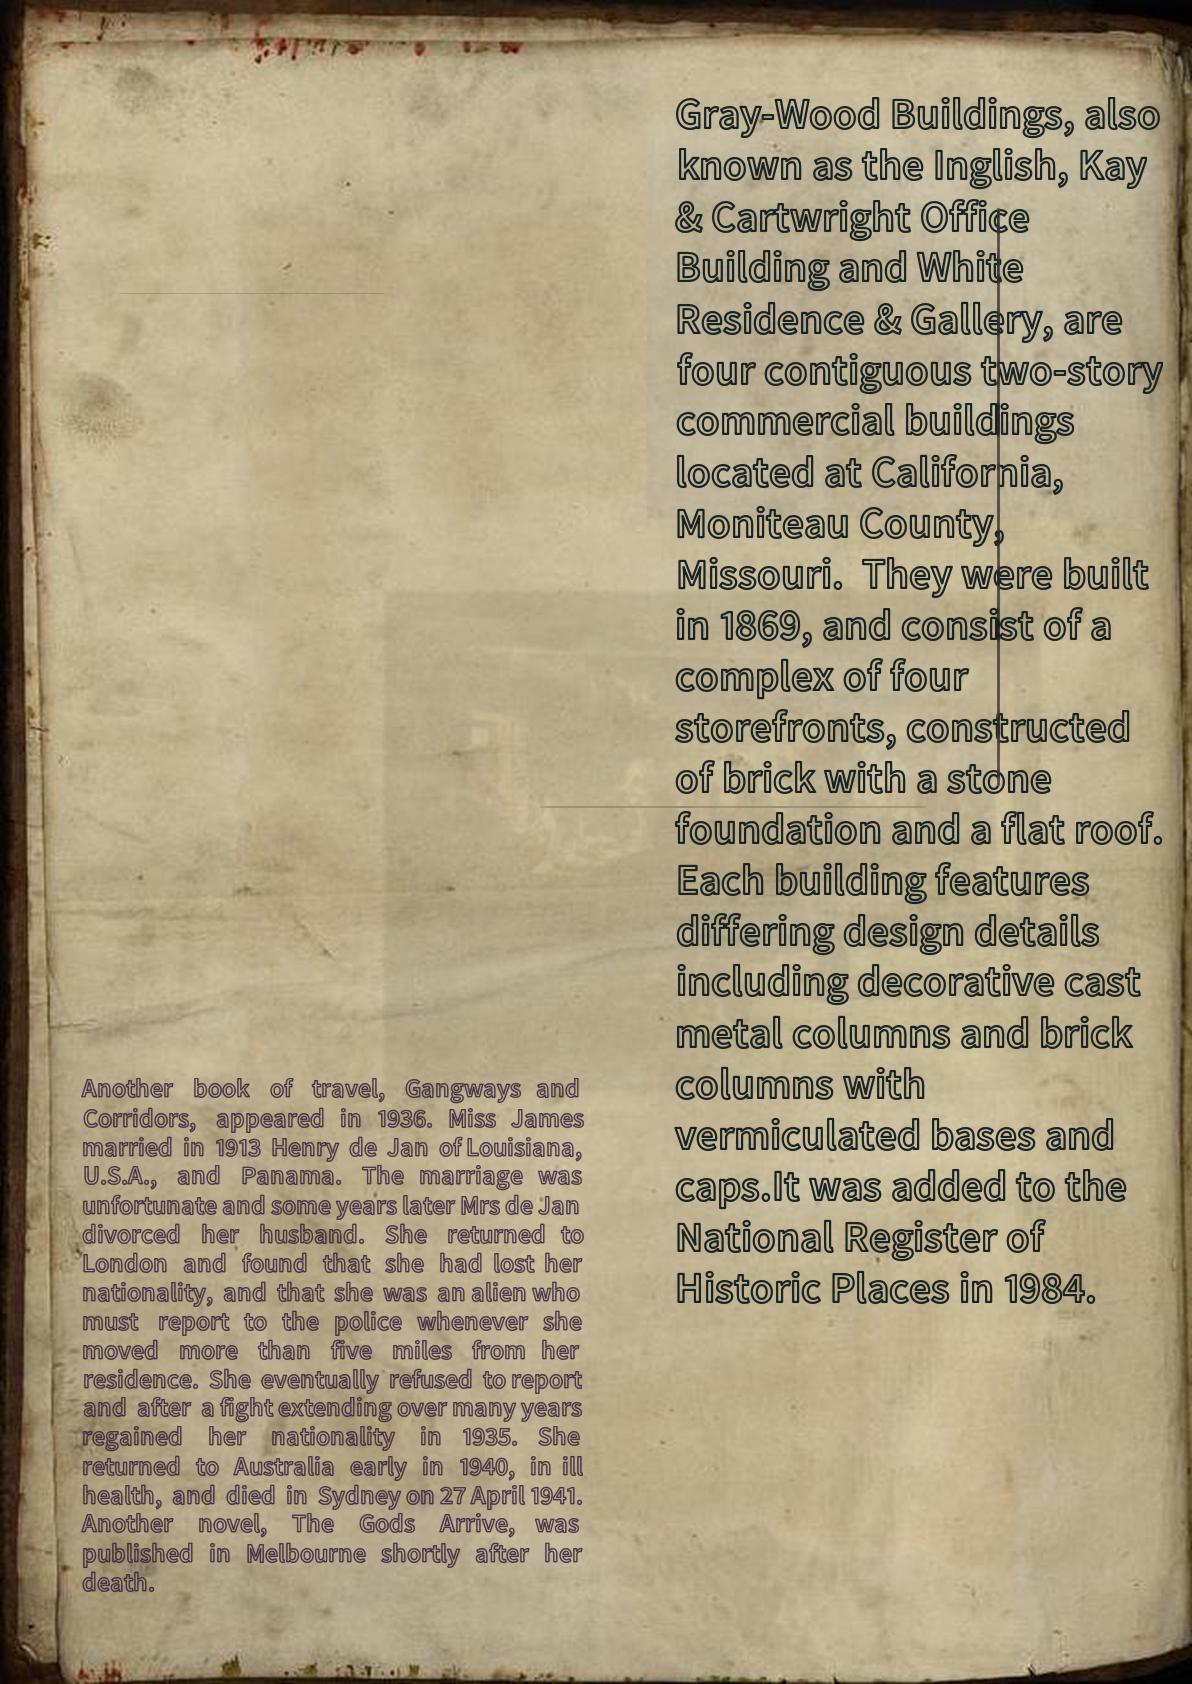 Gray-Wood Buildings, also
known as the Inglish, Kay
& Cartwright Office
Building and White
Residence & Gallery, are
four contiguous two-story
commercial buildings
located at California,
Moniteau County,
Missouri. They were built
in 1869, and consist of a
complex of four
storefronts, constructed
of brick with a stone
foundation and a flat roof.
Each building features
differing design details
including decorative cast
metal columns and brick
columns with
vermiculated bases and
caps.It was added to the
National Register of
Historic Places in 1984.
Another book of travel, Gangways and
Corridors, appeared in 1936. Miss James
married in 1913 Henry de Jan of Louisiana,
U.S.A., and Panama. The marriage was
unfortunate and some years later Mrs de Jan
divorced her husband. She returned to
London and found that she had lost her
nationality, and that she was an alien who
must report to the police whenever she
moved more than five miles from her
residence. She eventually refused to report
and after a fight extending over many years
regained her nationality in 1935. She
returned to Australia early in 1940, in ill
health, and died in Sydney on 27 April 1941.
Another novel, The Gods Arrive, was
published in Melbourne shortly after her
death.